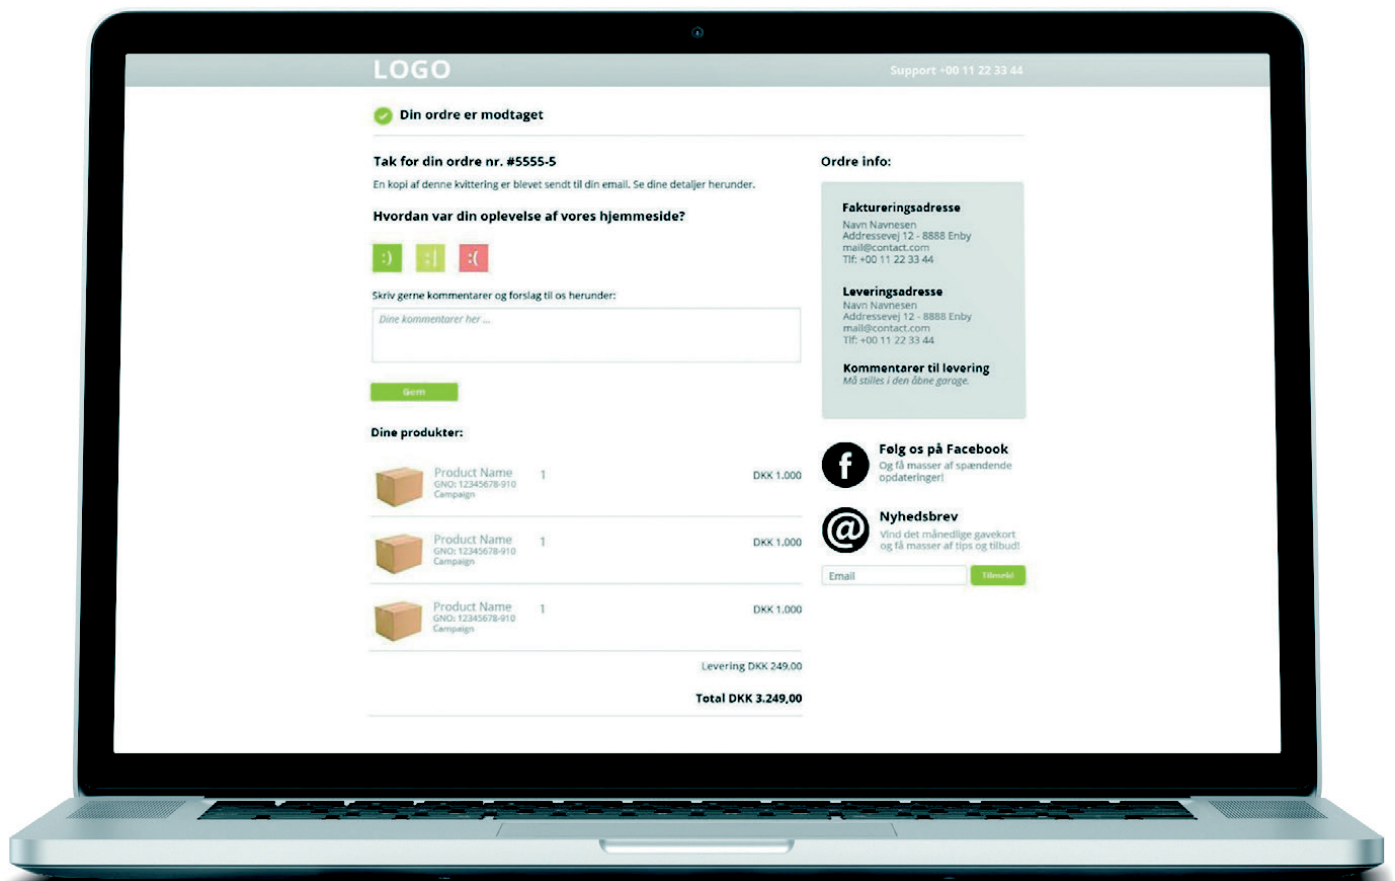 LOGO
Support +00 11 22 33 44
Din ordre er modtaget
Tak for din ordre nr. #5555-5
En kopi af denne kvittering er blevet sendt til din email. Se dine detaljer herunder.
Hvordan var din oplevelse af vores hjemmeside?
:) :| :(
Skriv gerne kommentarer og forslag til os herunder:
Dine kommentarer her ...
Gem
Dine produkter:
Product Name 1 DKK 1.000
GNO: 12345678-910
Campaign
Product Name 1 DKK 1.000
GNO: 12345678-910
Campaign
Product Name 1 DKK 1.000
GNO: 12345678-910
Campaign
Levering DKK 249,00
Total DKK 3.249,00
Ordre info:
Faktureringsadresse
Navn Navnesen
Addressevej 12 - 8888 Enby
mail@contact.com
Tlf: +00 11 22 33 44
Leveringsadresse
Navn Navnesen
Addressevej 12 - 8888 Enby
mail@contact.com
Tlf: +00 11 22 33 44
Kommentarer til levering
Må stilles i den åbne garage.
f
Følg os på Facebook
Og få masser af spændende
opdateringer!
@
Nyhedsbrev
Vind det månedlige gavekort
og få masser af tips og tilbud!
Email
Tilmeld